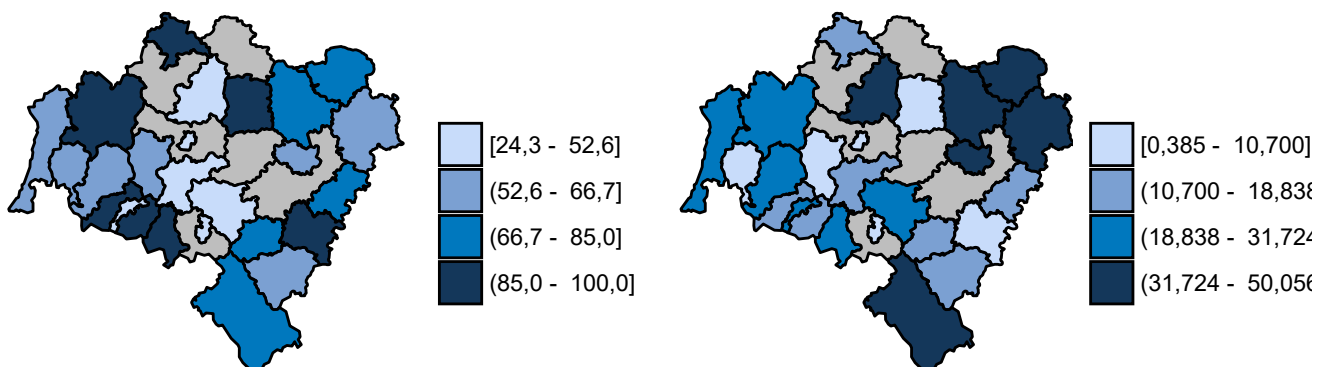 [24,3 - 52,6]
(52,6 - 66,7]
(66,7 - 85,0]
(85,0 - 100,0]
[0,385 - 10,700]
(10,700 - 18,838
(18,838 - 31,724
(31,724 - 50,056